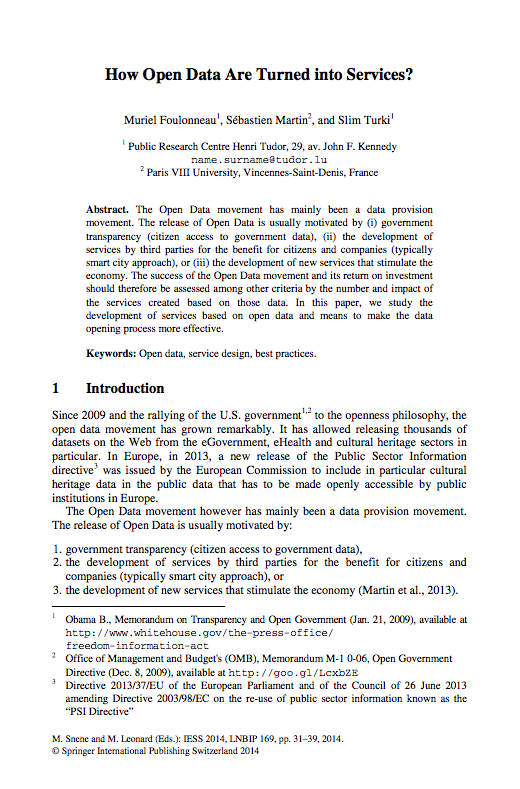 How Open Data Are Turned into Services?
Muriel Foulonneau1, Sébastien Martin2, and Slim Turki1
1 Public Research Centre Henri Tudor, 29, av. John F. Kennedy
name.surname@tudor.lu
2 Paris VIII University, Vincennes-Saint-Denis, France
Abstract. The Open Data movement has mainly been a data provision
movement. The release of Open Data is usually motivated by (i) government
transparency (citizen access to government data), (ii) the development of
services by third parties for the benefit for citizens and companies (typically
smart city approach), or (iii) the development of new services that stimulate the
economy. The success of the Open Data movement and its return on investment
should therefore be assessed among other criteria by the number and impact of
the services created based on those data. In this paper, we study the
development of services based on open data and means to make the data
opening process more effective.
Keywords: Open data, service design, best practices.
1 Introduction
Since 2009 and the rallying of the U.S. government1,2 to the openness philosophy, the
open data movement has grown remarkably. It has allowed releasing thousands of
datasets on the Web from the eGovernment, eHealth and cultural heritage sectors in
particular. In Europe, in 2013, a new release of the Public Sector Information
directive3 was issued by the European Commission to include in particular cultural
heritage data in the public data that has to be made openly accessible by public
institutions in Europe.
The Open Data movement however has mainly been a data provision movement.
The release of Open Data is usually motivated by:
1. government transparency (citizen access to government data),
2. the development of services by third parties for the benefit for citizens and
companies (typically smart city approach), or
3. the development of new services that stimulate the economy (Martin et al., 2013).
1 Obama B., Memorandum on Transparency and Open Government (Jan. 21, 2009), available at
http://www.whitehouse.gov/the-press-office/
freedom-information-act
2 Office of Management and Budget's (OMB), Memorandum M-1 0-06, Open Government
Directive (Dec. 8, 2009), available at http://goo.gl/LcxbZE
3 Directive 2013/37/EU of the European Parliament and of the Council of 26 June 2013
amending Directive 2003/98/EC on the re-use of public sector information known as the
“PSI Directive”
M. Snene and M. Leonard (Eds.): IESS 2014, LNBIP 169, pp. 31–39, 2014.
© Springer International Publishing Switzerland 2014